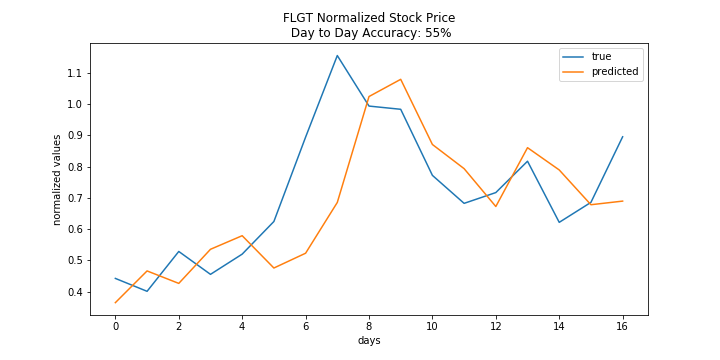 FLGT Normalized Stock Price
Day to Day Accuracy: 55%
true
predicted
normalized values
1.1
1.0
0.9
0.8
0.7
0.6
0.5
0.4
0
2
4
6
8
10
12
14
16
days